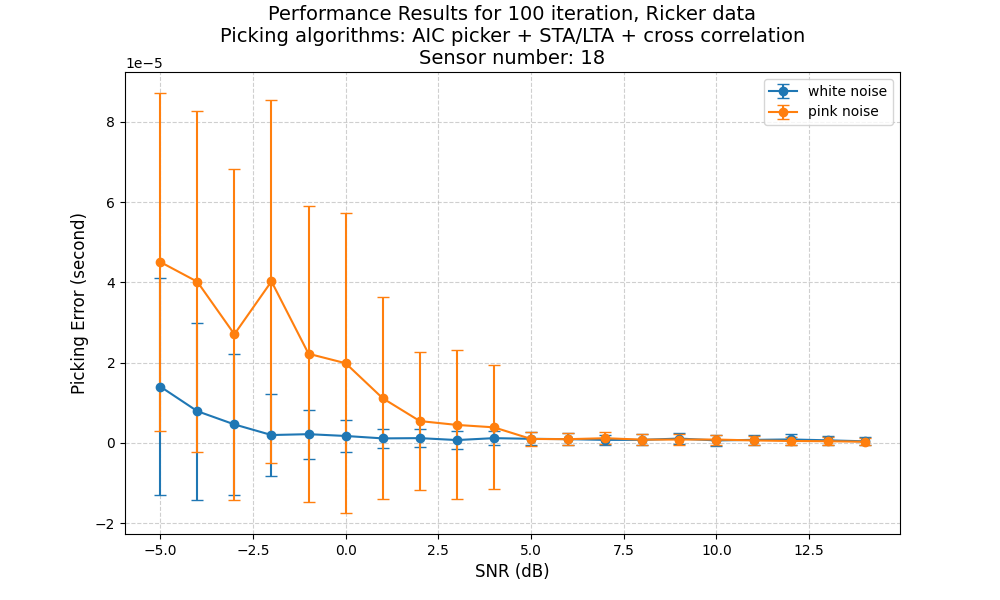 Performance Results for 100 iteration, Ricker data
Picking algorithms: AIC picker + STA/LTA + cross correlation
Sensor number: 18
1e−5
white noise
pink noise
8
6
4
2
0
−2
Picking Error (second)
−5.0 −2.5 0.0 2.5 5.0 7.5 10.0 12.5
SNR (dB)